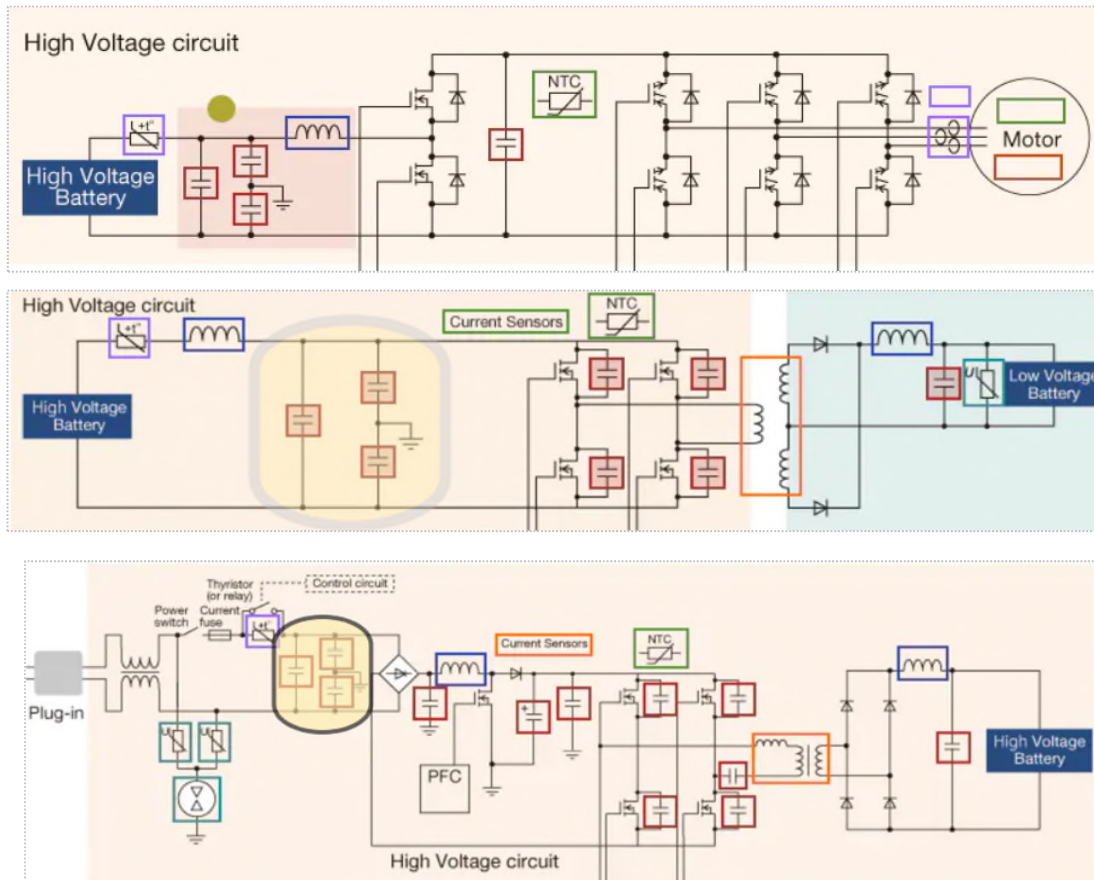 High Voltage circuit
NTC
L+t°
High Voltage
Battery
Motor
High Voltage circuit
NTC
Current Sensors
L+t°
High Voltage
Battery
U
Low Voltage
Battery
Thyristor
(or relay)
Control circuit
Power
switch
Current
fuse
L+t°
Current Sensors
NTC
Plug-in
U
U
PFC
+
High Voltage
Battery
High Voltage circuit